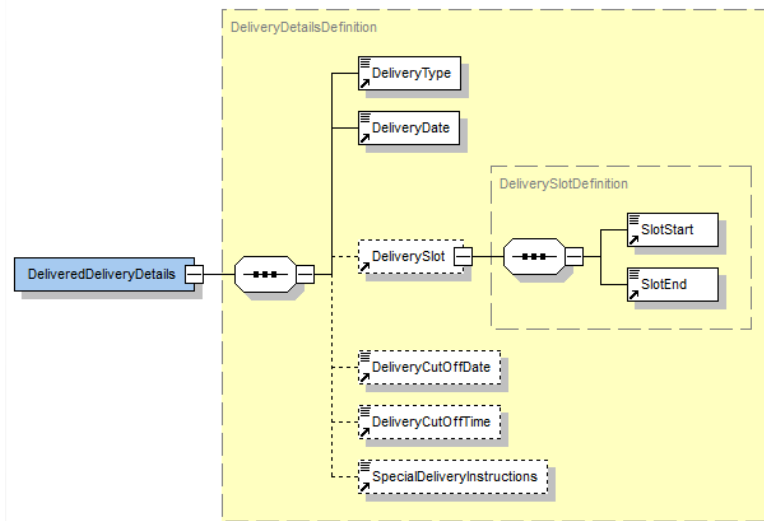 DeliveryDetailsDefinition
DeliveryType
DeliveryDate
DeliverySlotDefinition
SlotStart
DeliverySlot
DeliveredDeliveryDetails
SlotEnd
DeliveryCutOffDate
DeliveryCutOffTime
SpecialDeliveryInstructions